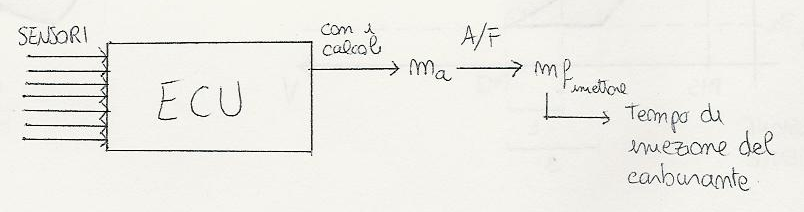 SENSORI
ECU
con i
calcoli
ma
A/F
mf iniettore
Tempo di
iniezione del
carburante